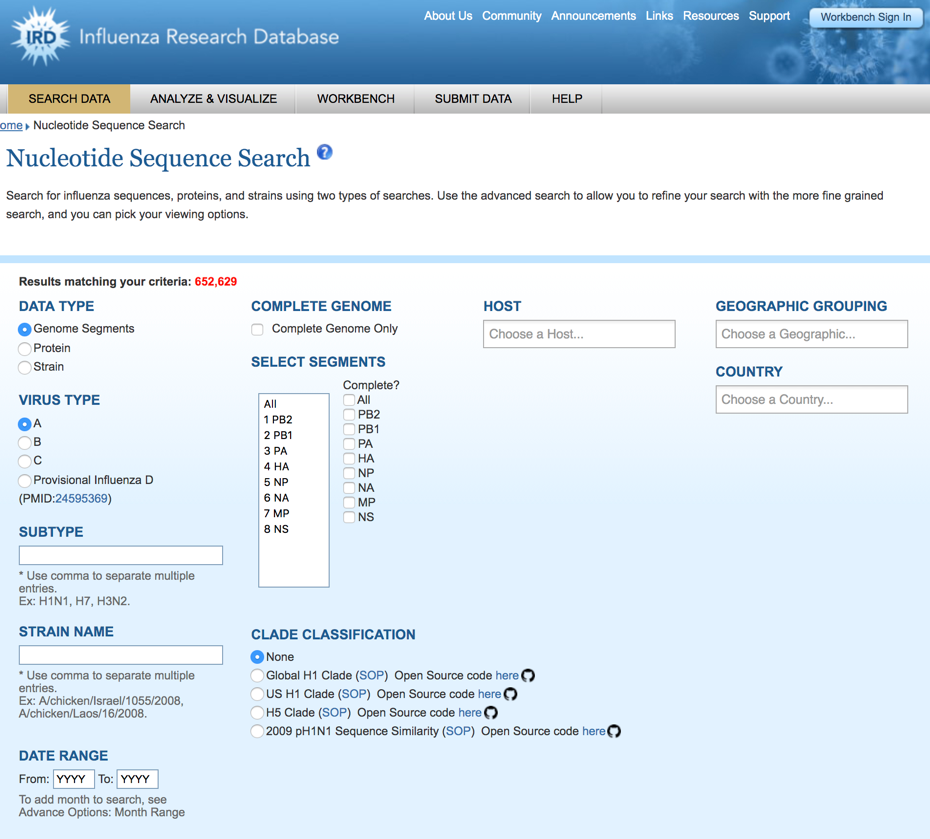 About Us Community Announcements Links Resources Support Workbench Sign In
IRD Influenza Research Database
SEARCH DATA ANALYZE & VISUALIZE WORKBENCH SUBMIT DATA HELP
ome Nucleotide Sequence Search
Nucleotide Sequence Search ?
Search for influenza sequences, proteins, and strains using two types of searches. Use the advanced search to allow you to refine your search with the more fine grained
search, and you can pick your viewing options.
Results matching your criteria: 652,629
DATA TYPE
Genome Segments
Protein
Strain
VIRUS TYPE
A
B
C
Provisional Influenza D
(PMID:24595369)
SUBTYPE
* Use comma to separate multiple
entries.
Ex: H1N1, H7, H3N2.
STRAIN NAME
* Use comma to separate multiple
entries.
Ex: A/chicken/Israel/1055/2008,
A/chicken/Laos/16/2008.
DATE RANGE
From: YYYY To: YYYY
To add month to search, see
Advance Options: Month Range
COMPLETE GENOME
Complete Genome Only
SELECT SEGMENTS
All
1 PB2
2 PB1
3 PA
4 HA
5 NP
6 NA
7 MP
8 NS
Complete?
All
PB2
PB1
PA
HA
NP
NA
MP
NS
CLADE CLASSIFICATION
None
Global H1 Clade (SOP) Open Source code here
US H1 Clade (SOP) Open Source code here
H5 Clade (SOP) Open Source code here
2009 pH1N1 Sequence Similarity (SOP) Open Source code here
HOST
Choose a Host...
GEOGRAPHIC GROUPING
Choose a Geographic...
COUNTRY
Choose a Country...